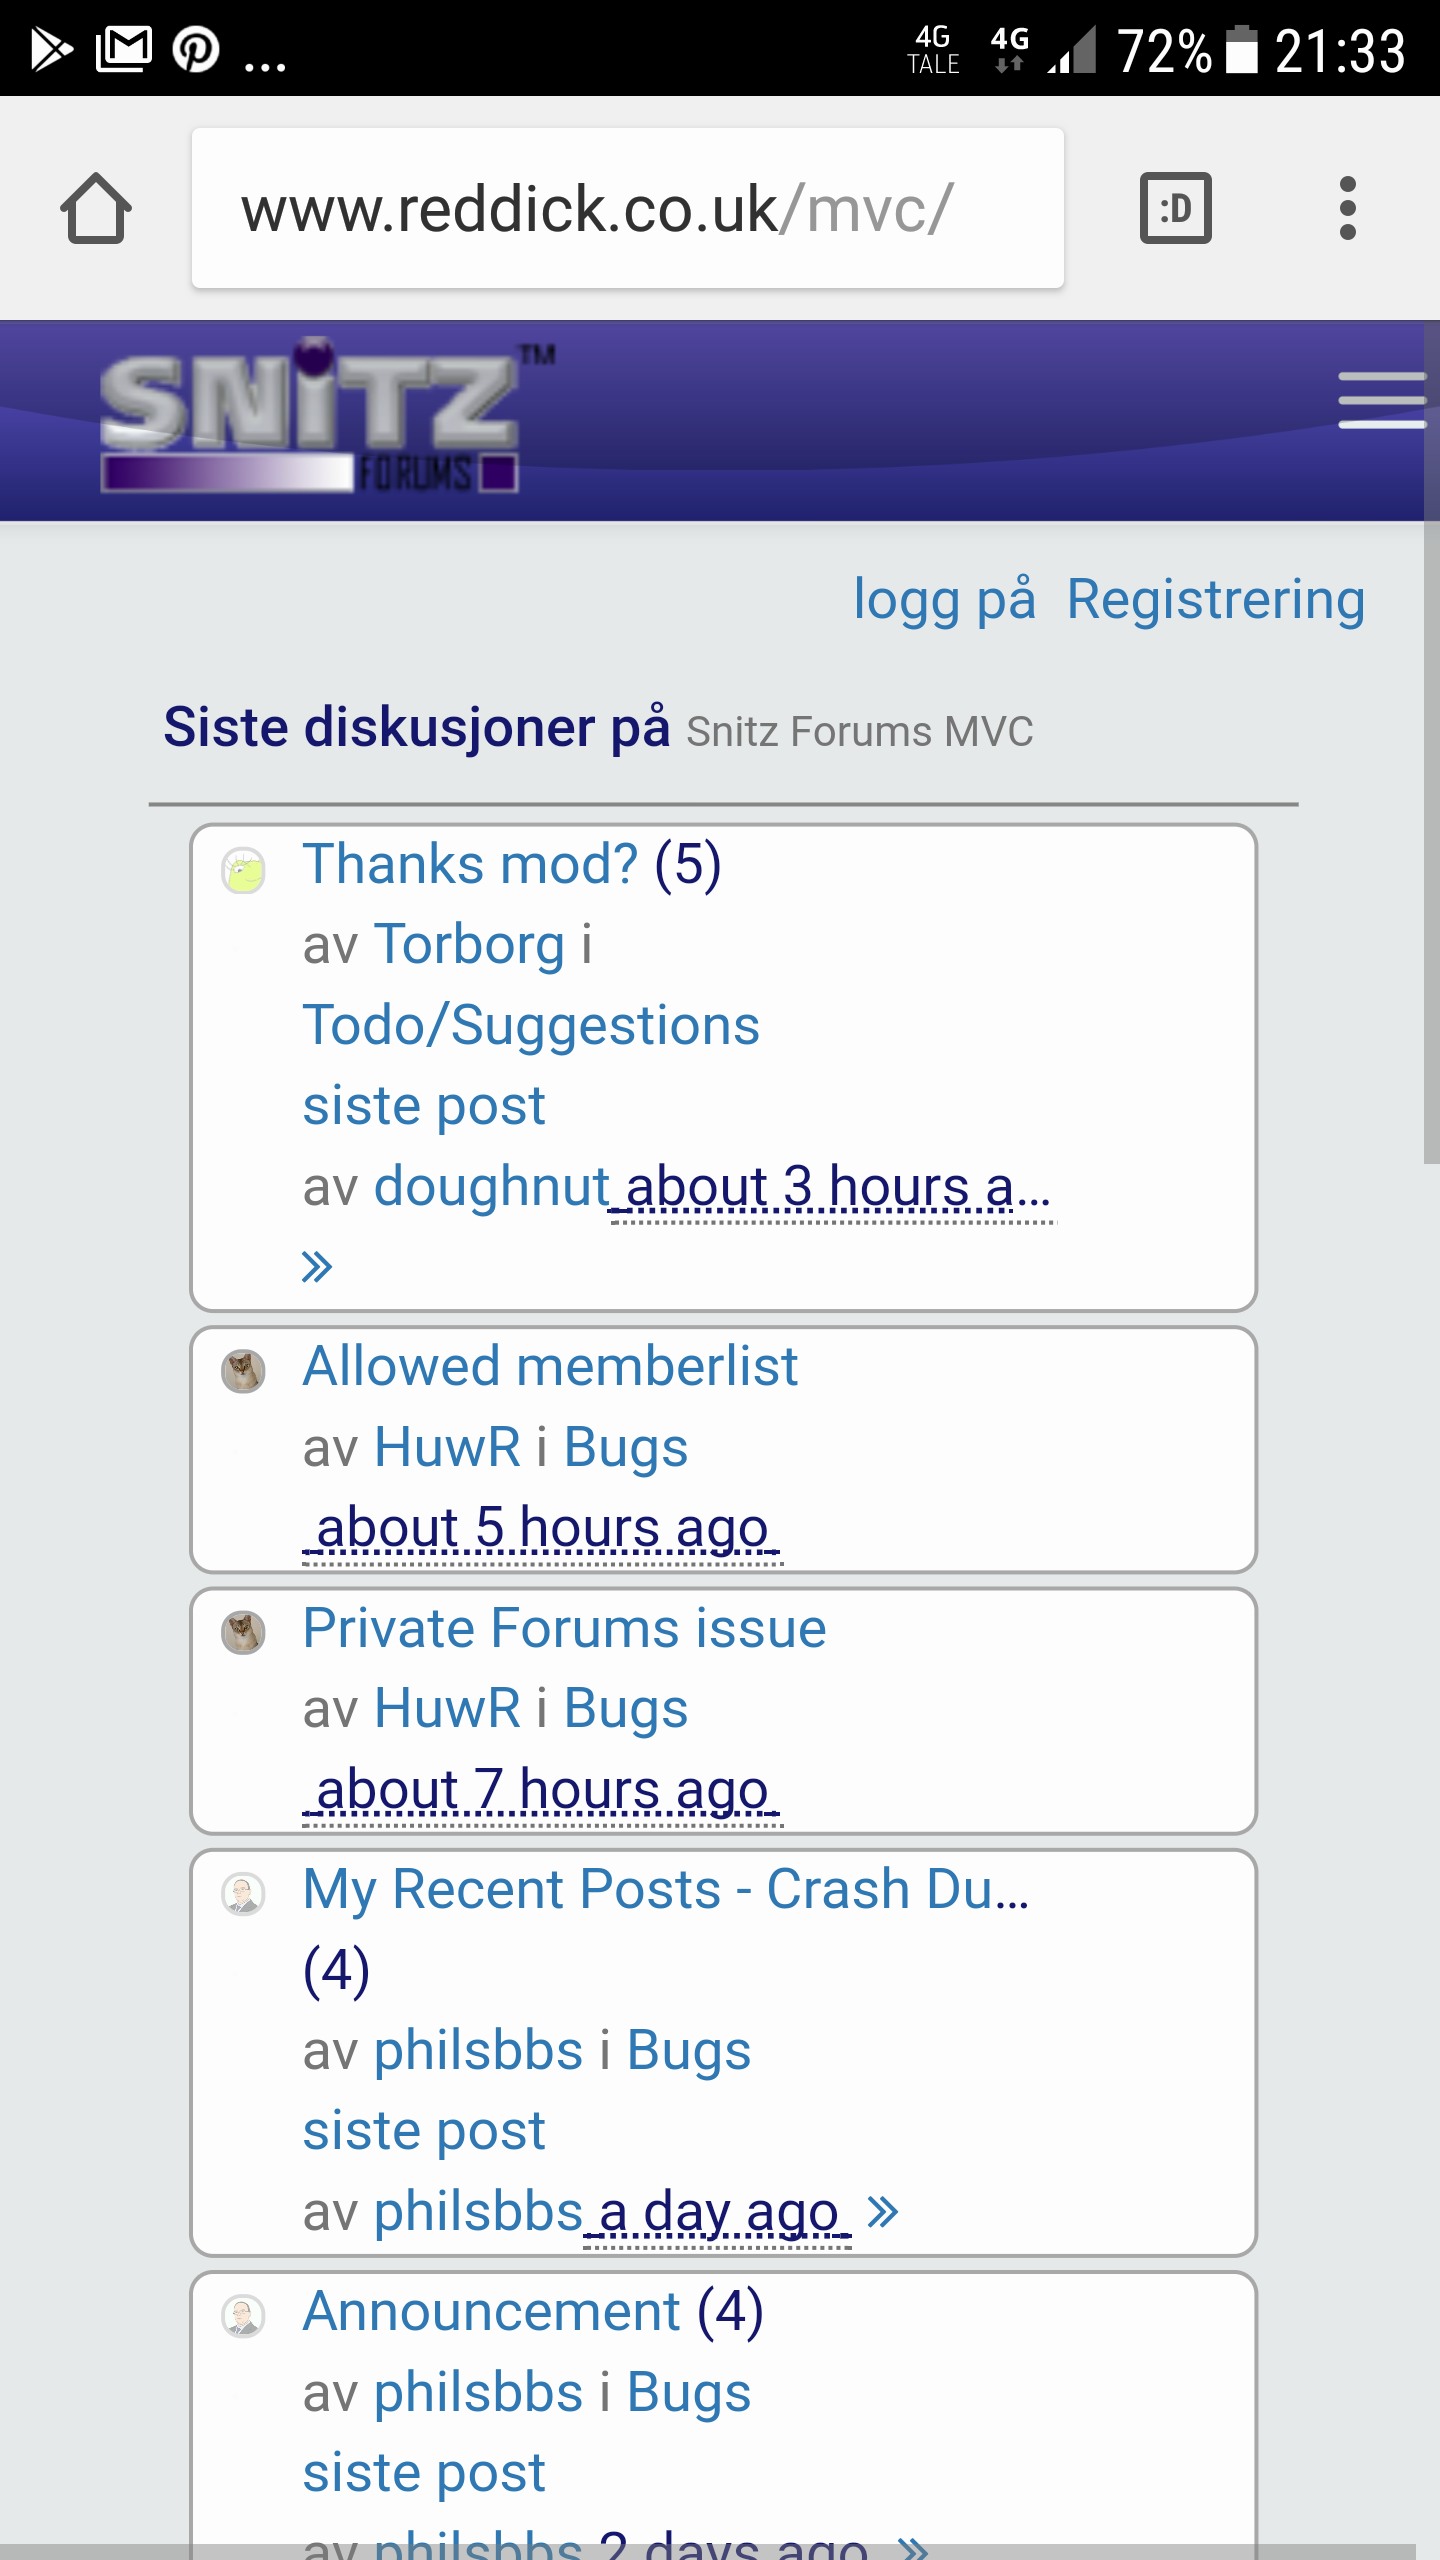 ... 4G TALE 4G 72% 21:33
www.reddick.co.uk/mvc/ :D
SNiTZ™
FORUMS
logg på Registrering
Siste diskusjoner på Snitz Forums MVC
Thanks mod? (5)
av Torborg i
Todo/Suggestions
siste post
av doughnut about 3 hours a...
»
Allowed memberlist
av HuwR i Bugs
about 5 hours ago
Private Forums issue
av HuwR i Bugs
about 7 hours ago
My Recent Posts - Crash Du...
(4)
av philsbbs i Bugs
siste post
av philsbbs a day ago »
Announcement (4)
av philsbbs i Bugs
siste post
av philsbbs 2 days ago »